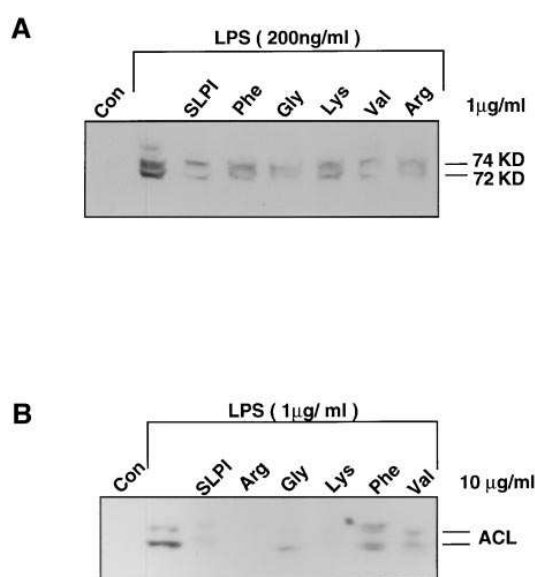 A
LPS ( 200ng/ml )
Con SLPI Phe Gly Lys Val Arg 1µg/ml
74 KD
72 KD
B
LPS ( 1µg/ ml )
Con SLPI Arg Gly Lys Phe Val 10 µg/ml
ACL